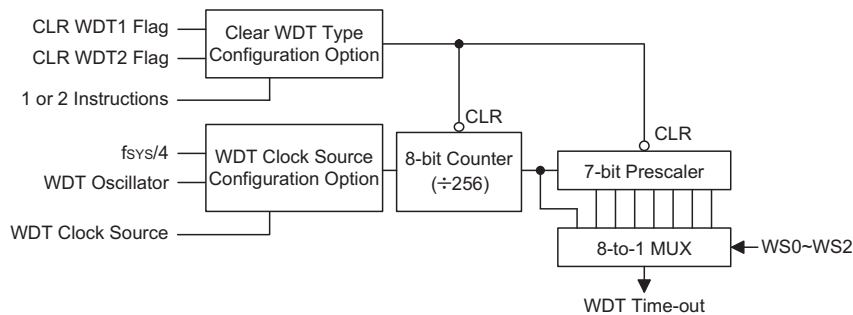 CLR WDT1 Flag
CLR WDT2 Flag
1 or 2 Instructions
Clear WDT Type
Configuration Option
CLR
CLR
fSYS/4
WDT Oscillator
WDT Clock Source
WDT Clock Source
Configuration Option
8-bit Counter
(÷256)
7-bit Prescaler
8-to-1 MUX
WS0~WS2
WDT Time-out